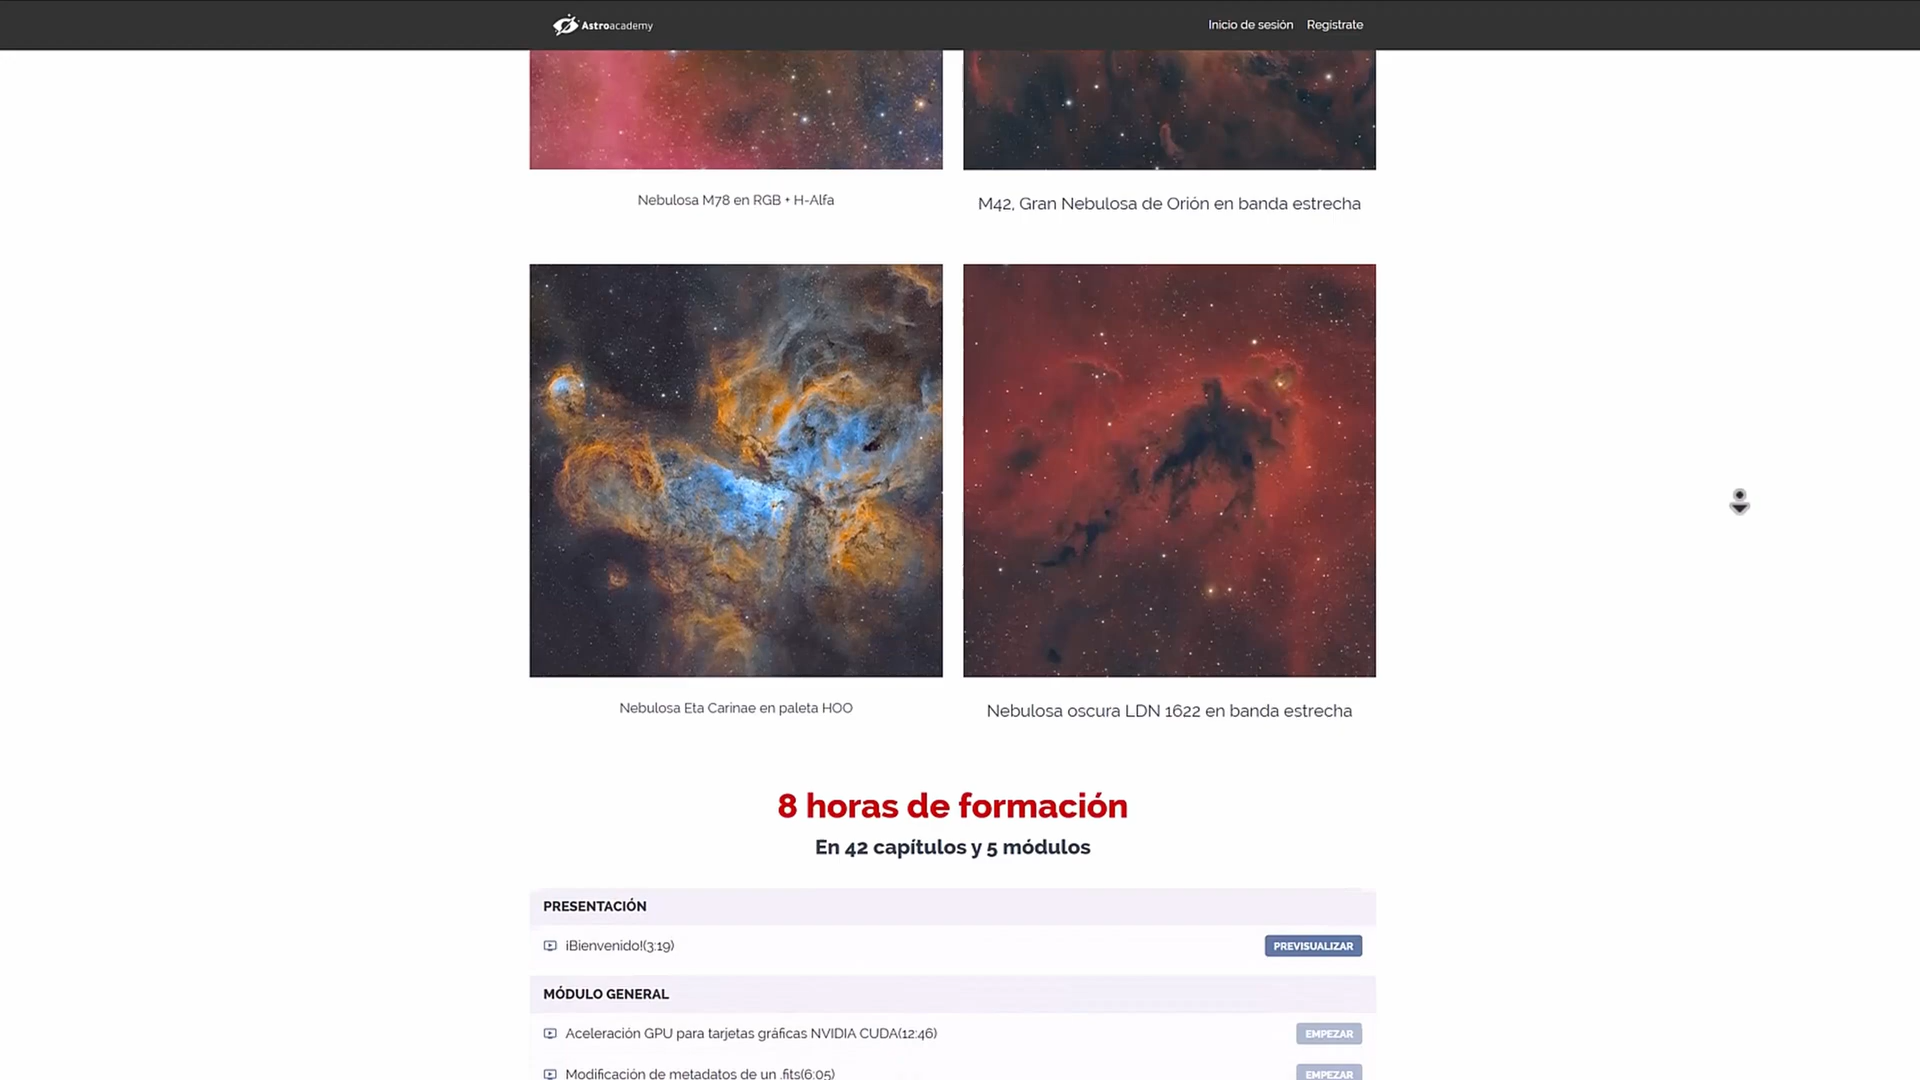 Astroacademy
Inicio de sesión Regístrate
Nebulosa M78 en RGB + H-Alfa
M42, Gran Nebulosa de Orión en banda estrecha
Nebulosa Eta Carinae en paleta HOO
Nebulosa oscura LDN 1622 en banda estrecha
8 horas de formación
En 42 capítulos y 5 módulos
PRESENTACIÓN
¡Bienvenido!(3:19) PREVISUALIZAR
MÓDULO GENERAL
Aceleración GPU para tarjetas gráficas NVIDIA CUDA(12:46) EMPEZAR
Modificación de metadatos de un .fits(6:05) EMPEZAR